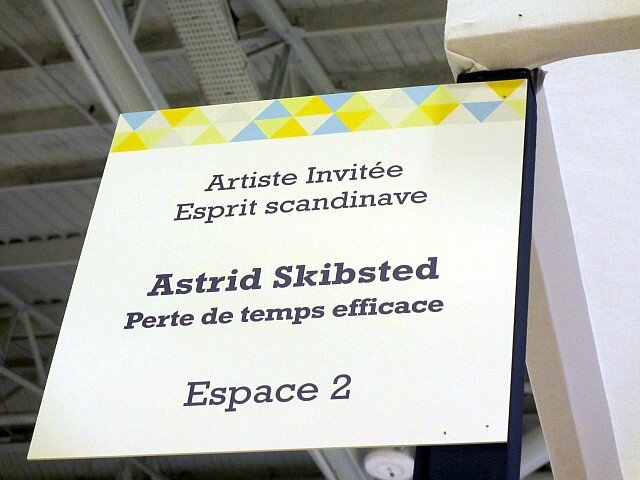 Artiste Invitée
Esprit scandinave
Astrid Skibsted
Perte de temps efficace
Espace 2